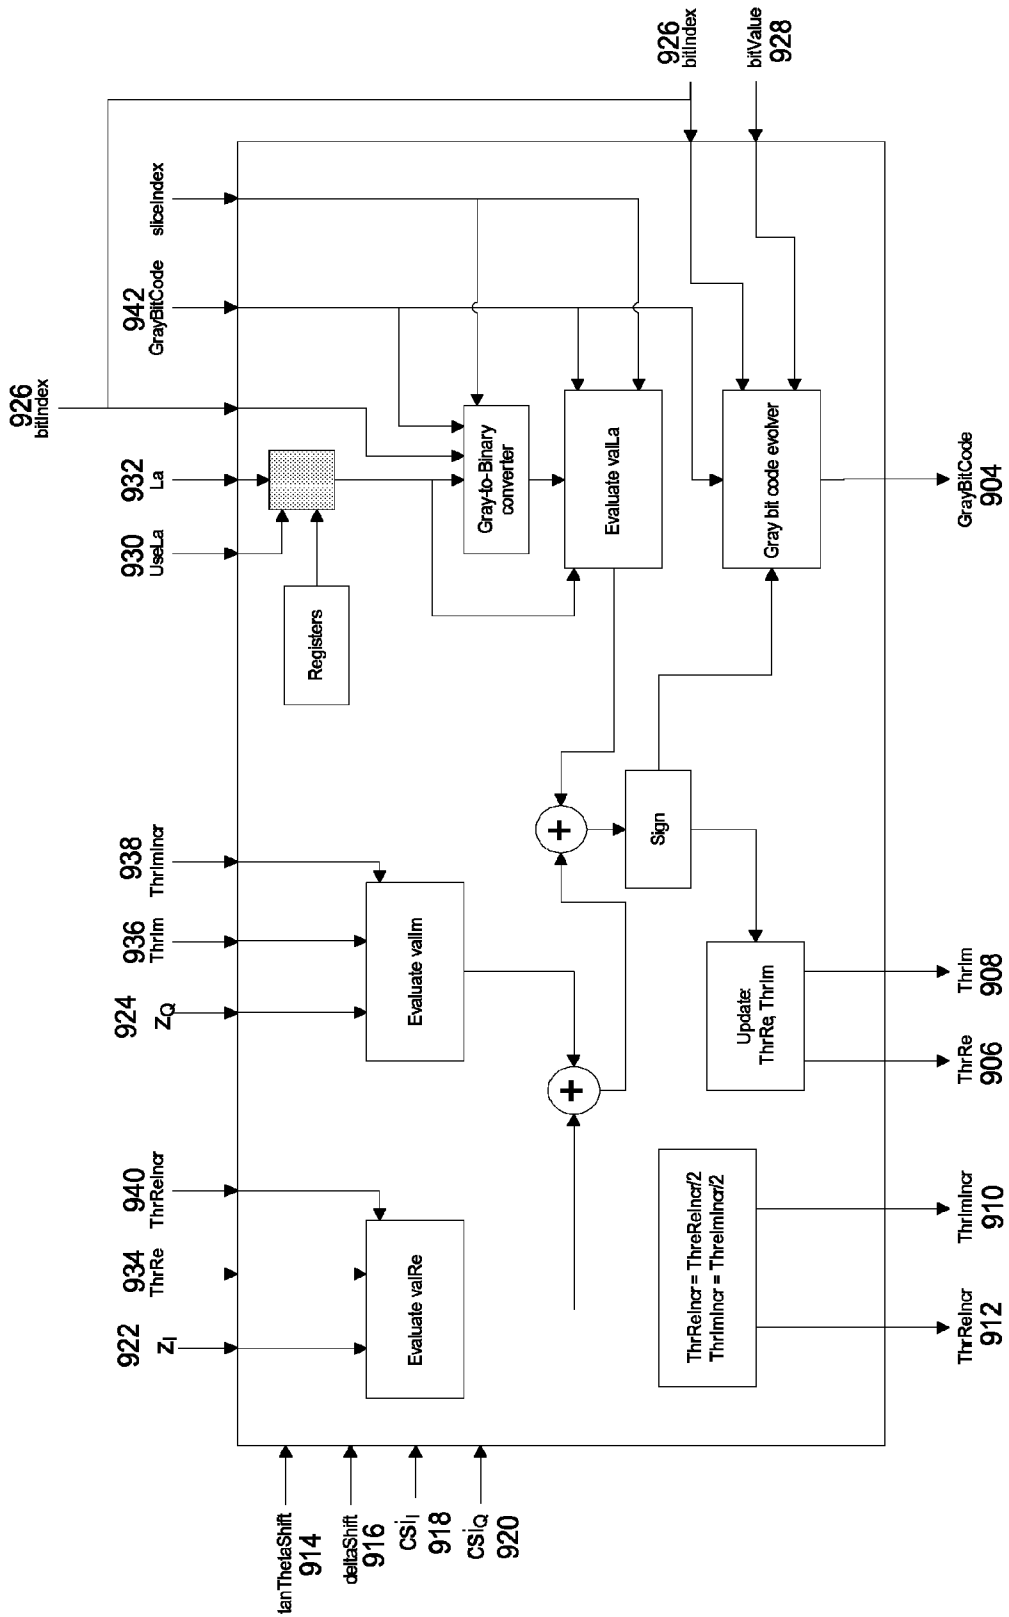 926
bitIndex
bitValue
928
sliceIndex
942
GrayBitCode
926
bitIndex
932
La
930
UseLa
Registers
Gray-to-Binary
converter
Evaluate valLa
Gray bit code evolver
GrayBitCode
904
938
ThrImIncr
936
ThrIm
924
ZQ
Evaluate valIm
+
Sign
+
Update:
ThrRe, ThrIm
ThrIm
908
ThrRe
906
940
ThrReIncr
934
ThrRe
922
ZI
Evaluate valRe
ThrReIncr = ThreReIncr/2
ThrImIncr = ThreImIncr/2
ThrImIncr
910
ThrReIncr
912
tanThetaShift
914
deltaShift
916
CSiI
918
CSiQ
920